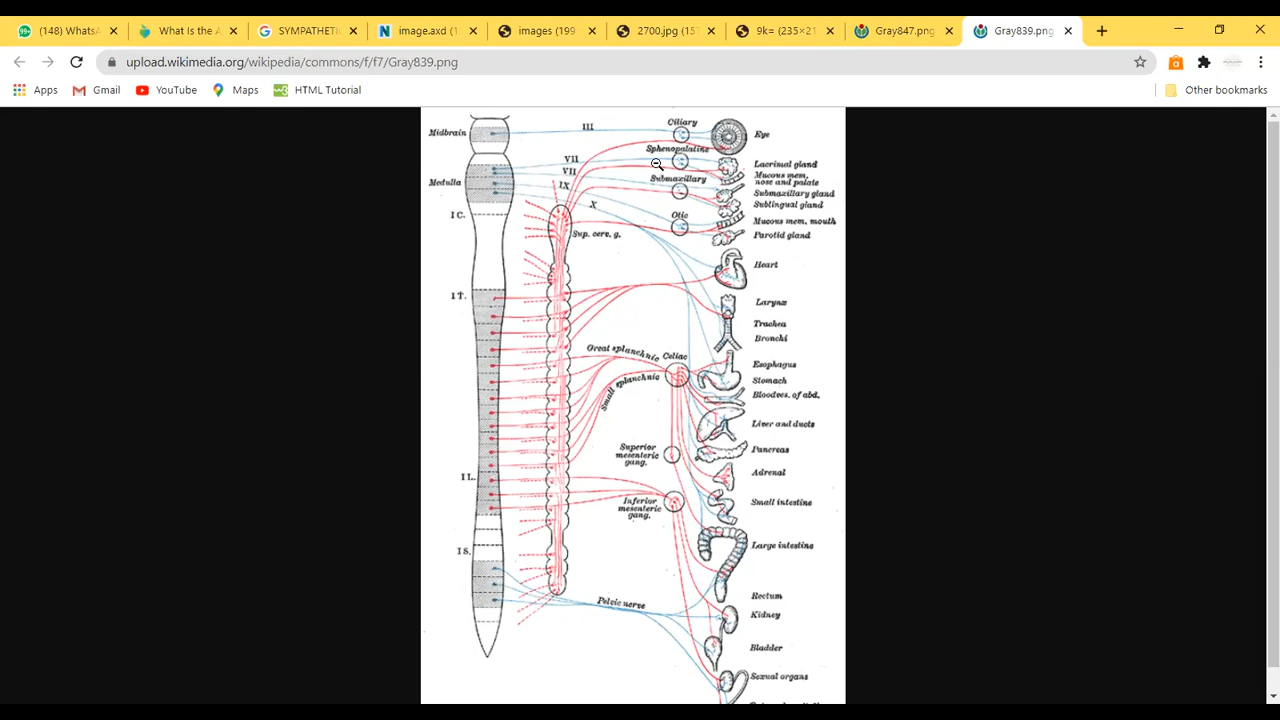 (148) WhatsA
What Is the A
SYMPATHETI
image.axd (1
images (199
2700.jpg (15
9k= (235×21
Gray847.png
Gray839.png
upload.wikimedia.org/wikipedia/commons/f/f7/Gray839.png
Apps
Gmail
YouTube
Maps
HTML Tutorial
Other bookmarks
Midbrain
III
Ciliary
Eye
Sphenopalatine
VII
Lacrimal gland
VII
Mucous mem.
nose and palate
Medulla
IX
Submaxillary
Submaxillary gland
X
Sublingual gland
I C.
Otic
Mucous mem. mouth
Sup. cerv. g.
Parotid gland
Heart
I T.
Larynx
Trachea
Bronchi
Great splanchnic
Celiac
Esophagus
Small splanchnic
Stomach
Bloodves. of abd.
Liver and ducts
Superior
mesenteric
gang.
Pancreas
Adrenal
I L.
Inferior
mesenteric
gang.
Small intestine
Large intestine
I S.
Rectum
Pelvic nerve
Kidney
Bladder
Sexual organs